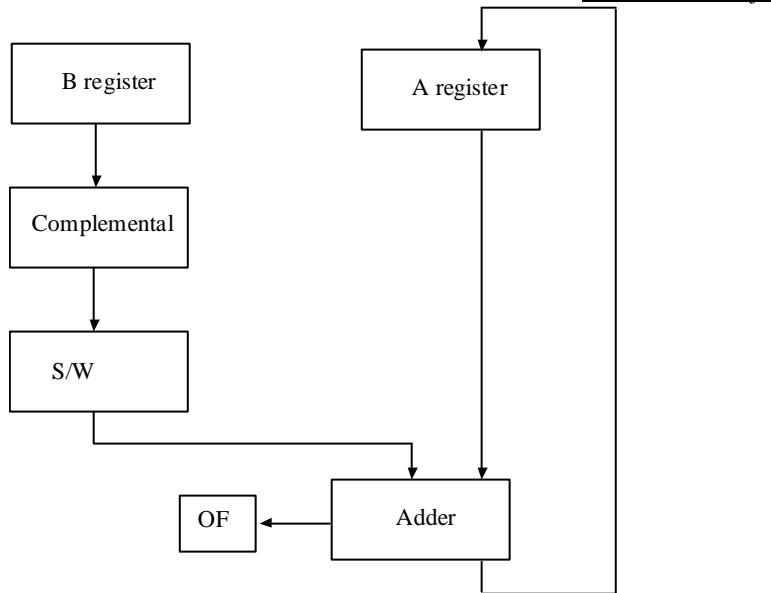 B register
A register
Complemental
S/W
OF
Adder